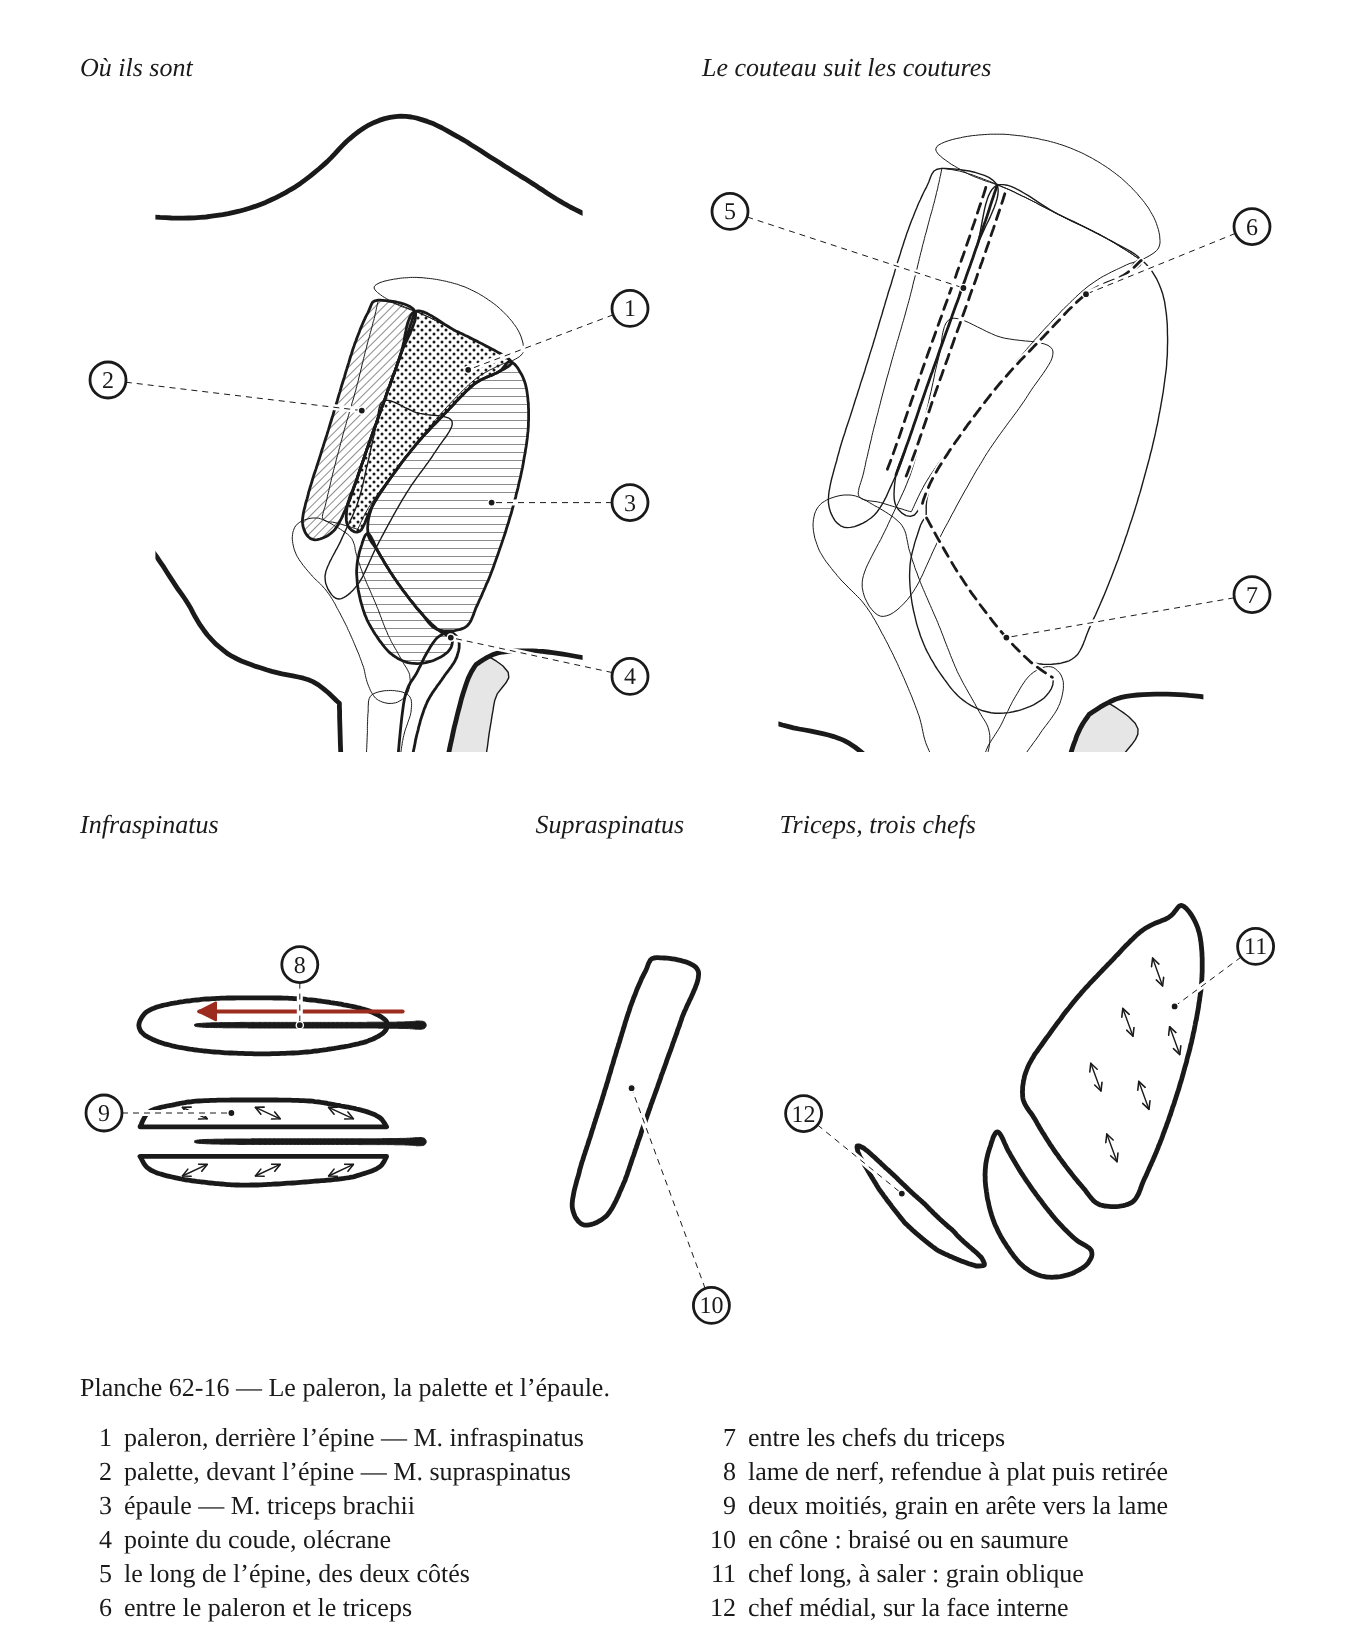 Où ils sont
Le couteau suit les coutures
5
6
1
2
3
7
4
Infraspinatus
Supraspinatus
Triceps, trois chefs
11
8
9
12
10
Planche 62-16 — Le paleron, la palette et l’épaule.
1 paleron, derrière l’épine — M. infraspinatus
2 palette, devant l’épine — M. supraspinatus
3 épaule — M. triceps brachii
4 pointe du coude, olécrane
5 le long de l’épine, des deux côtés
6 entre le paleron et le triceps
7 entre les chefs du triceps
8 lame de nerf, refendue à plat puis retirée
9 deux moitiés, grain en arête vers la lame
10 en cône : braisé ou en saumure
11 chef long, à saler : grain oblique
12 chef médial, sur la face interne